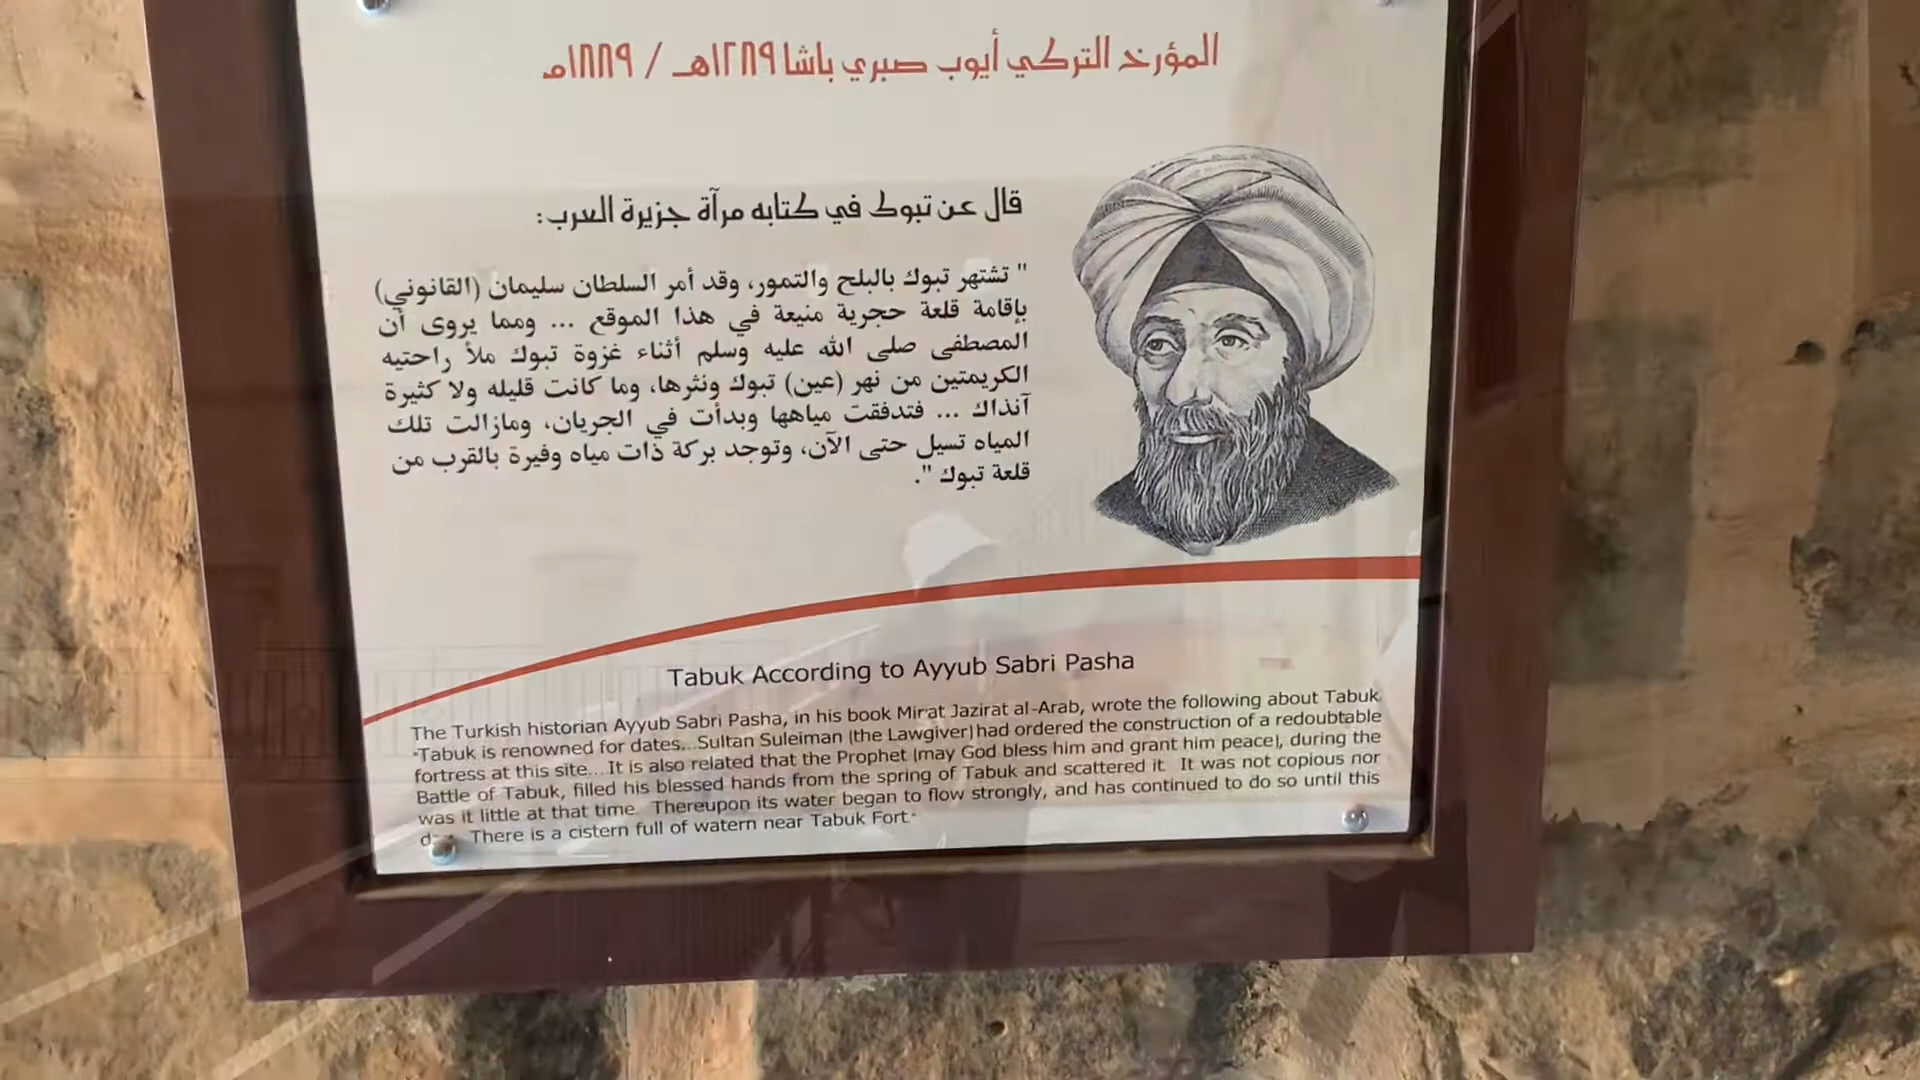 المؤرخ التركي أيوب صبري باشا ١٢٨٩هـ / ١٨٨٩م
قال عن تبوك في كتابه مرآة جزيرة العرب:
" تشتهر تبوك بالبلح والتمور، وقد أمر السلطان سليمان (القانوني)
بإقامة قلعة حجرية منيعة في هذا الموقع ... ومما يروى أن
المصطفى صلى الله عليه وسلم أثناء غزوة تبوك ملأ راحتيه
الكريمتين من نهر (عين) تبوك ونثرها، وما كانت قليله ولا كثيرة
آنذاك ... فتدفقت مياهها وبدأت في الجريان، ومازالت تلك
المياه تسيل حتى الآن، وتوجد بركة ذات مياه وفيرة بالقرب من
قلعة تبوك ".
Tabuk According to Ayyub Sabri Pasha
The Turkish historian Ayyub Sabri Pasha, in his book Mir'at Jazirat al-Arab, wrote the following about Tabuk
"Tabuk is renowned for dates...Sultan Suleiman (the Lawgiver) had ordered the construction of a redoubtable
fortress at this site... It is also related that the Prophet (may God bless him and grant him peace), during the
Battle of Tabuk, filled his blessed hands from the spring of Tabuk and scattered it. It was not copious nor
was it little at that time. Thereupon its water began to flow strongly, and has continued to do so until this
There is a cistern full of watern near Tabuk Fort"